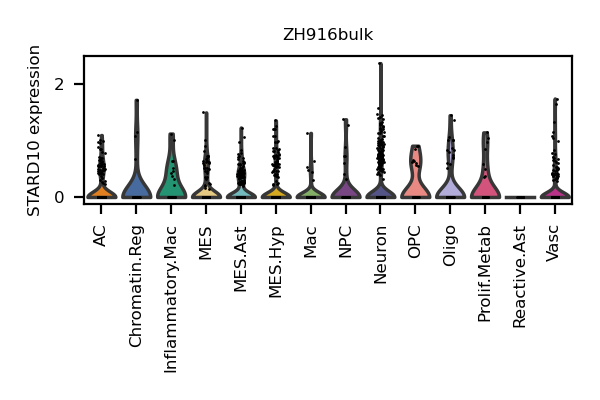 ZH916bulk
STARD10 expression
2
0
AC
Chromatin.Reg
Inflammatory.Mac
MES
MES.Ast
MES.Hyp
Mac
NPC
Neuron
OPC
Oligo
Prolif.Metab
Reactive.Ast
Vasc